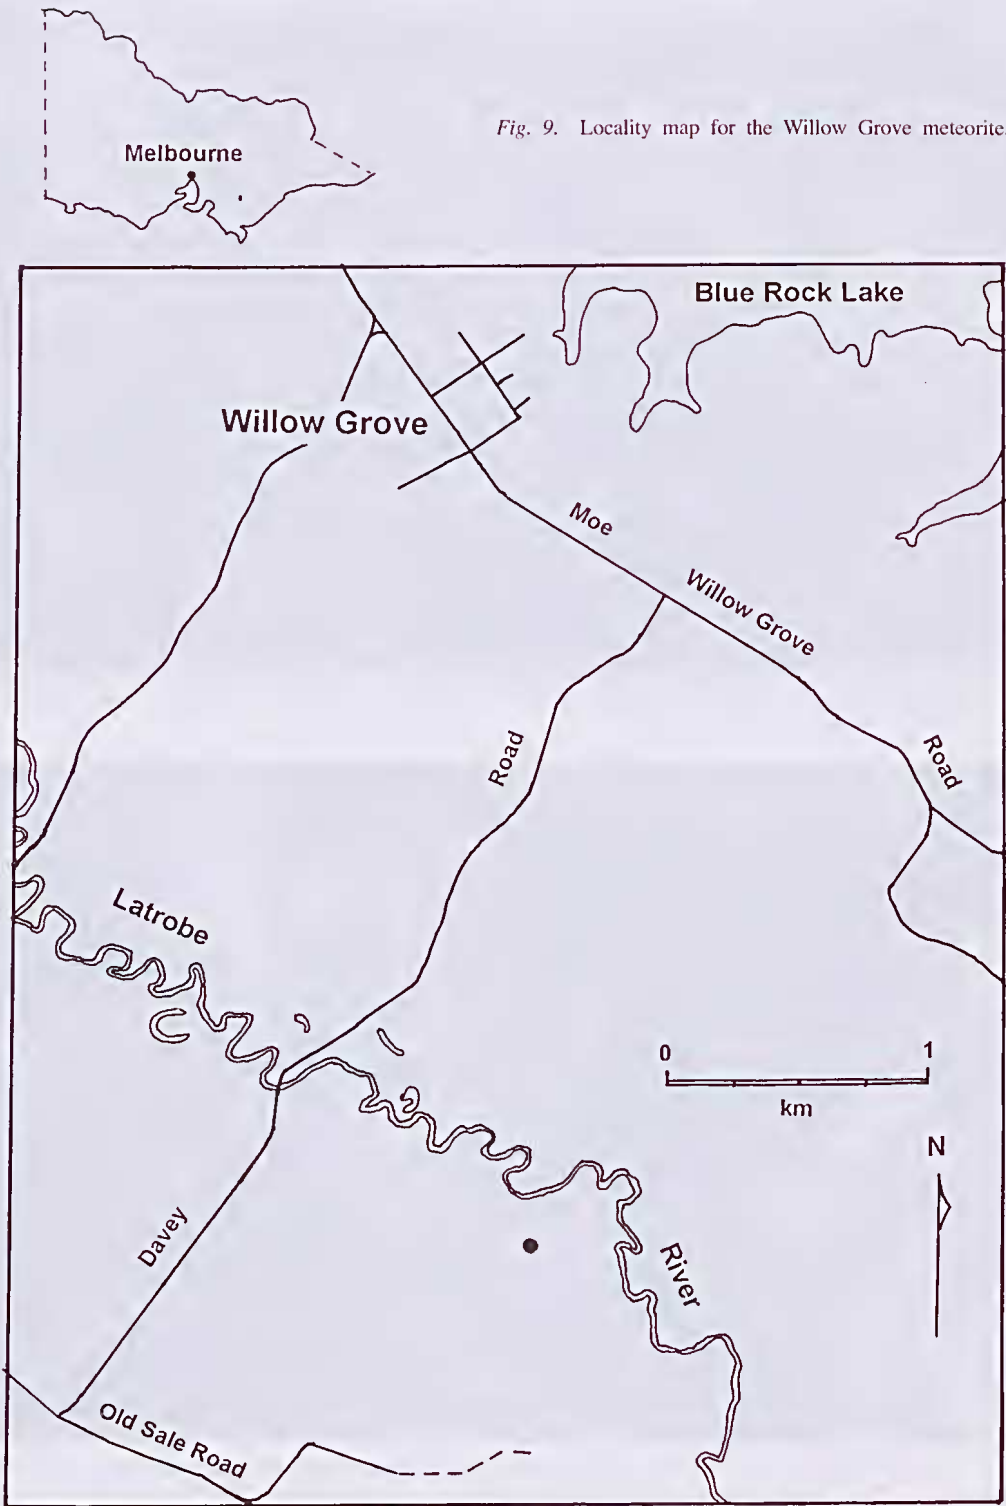 Melbourne
Fig. 9. Locality map for the Willow Grove meteorite.
Blue Rock Lake
Willow Grove
Moe
Willow Grove
Road
Road
Latrobe
0 1
km
N
Davey
River
Old Sale Road